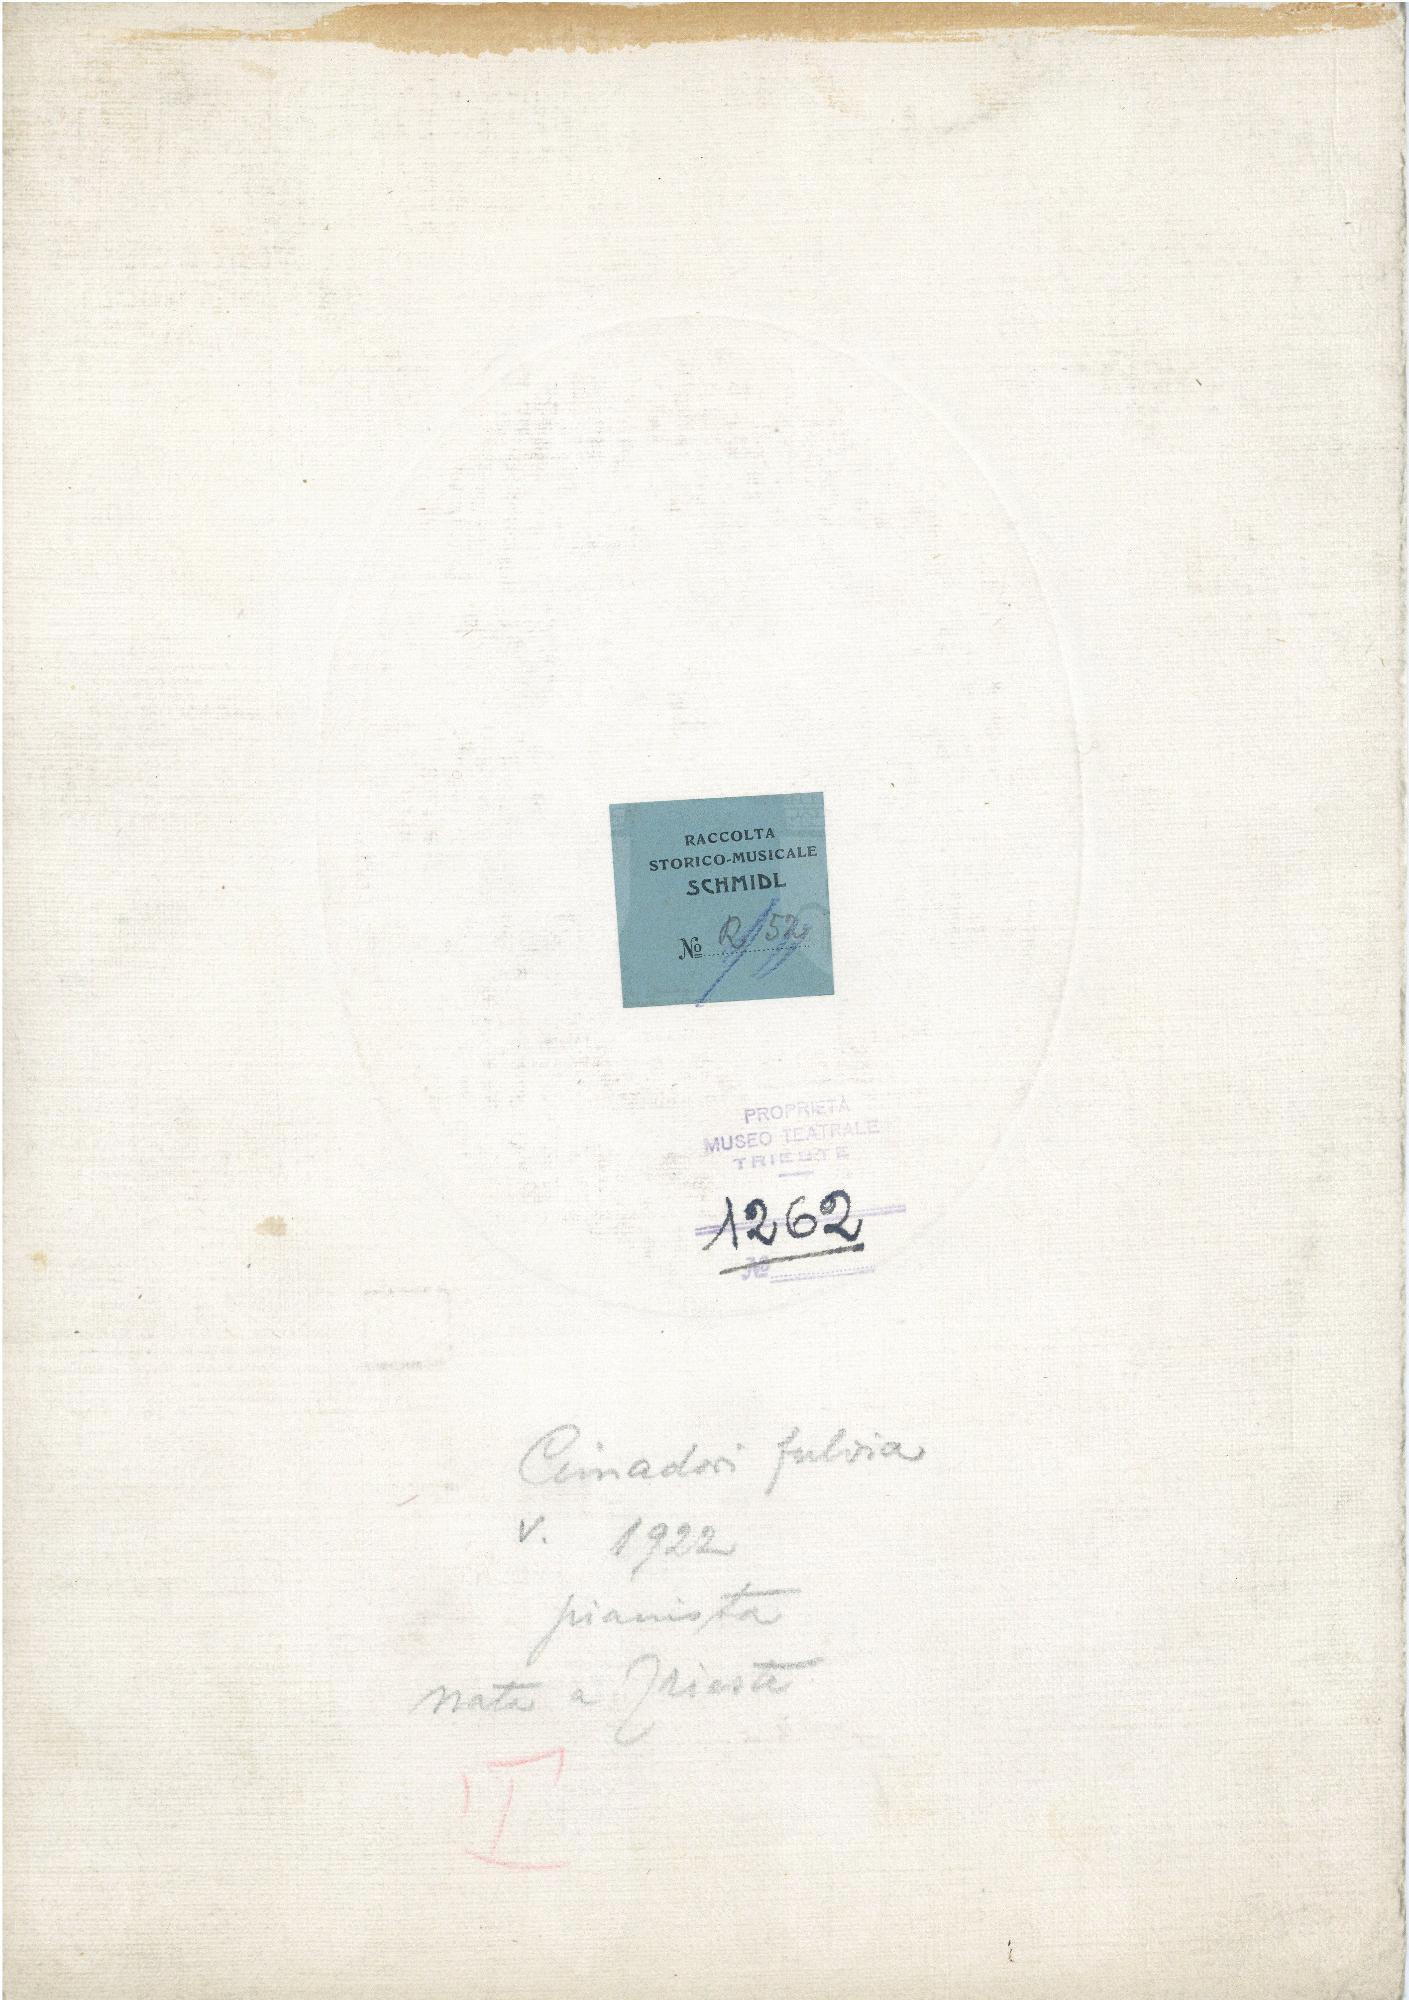 RACCOLTA
STORICO-MUSICALE
SCHMIDL
No R/52
PROPRIETÀ
MUSEO TEATRALE
TRIESTE
1262
No
Cimadori fulvia
v. 1922
pianista
nata a Trieste
I